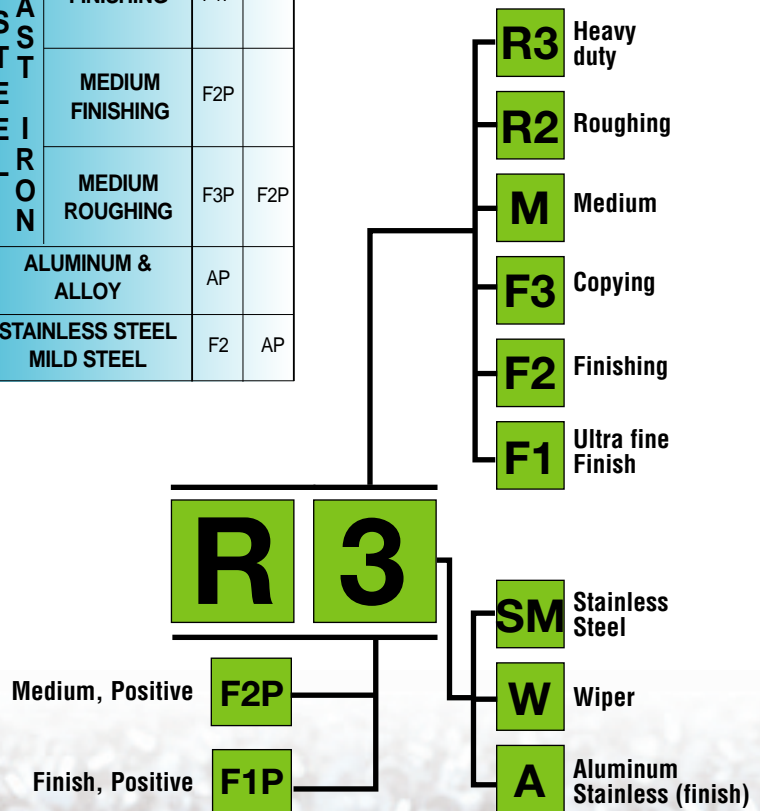 FINISHING
MEDIUM
FINISHING
F2P
MEDIUM
ROUGHING
F3P
F2P
IRON
ALUMINUM &
ALLOY
AP
STAINLESS STEEL
MILD STEEL
F2
AP
R3
Heavy
duty
R2
Roughing
M
Medium
F3
Copying
F2
Finishing
F1
Ultra fine
Finish
R 3
SM
Stainless
Steel
W
Wiper
A
Aluminum
Stainless (finish)
Medium, Positive
F2P
Finish, Positive
F1P